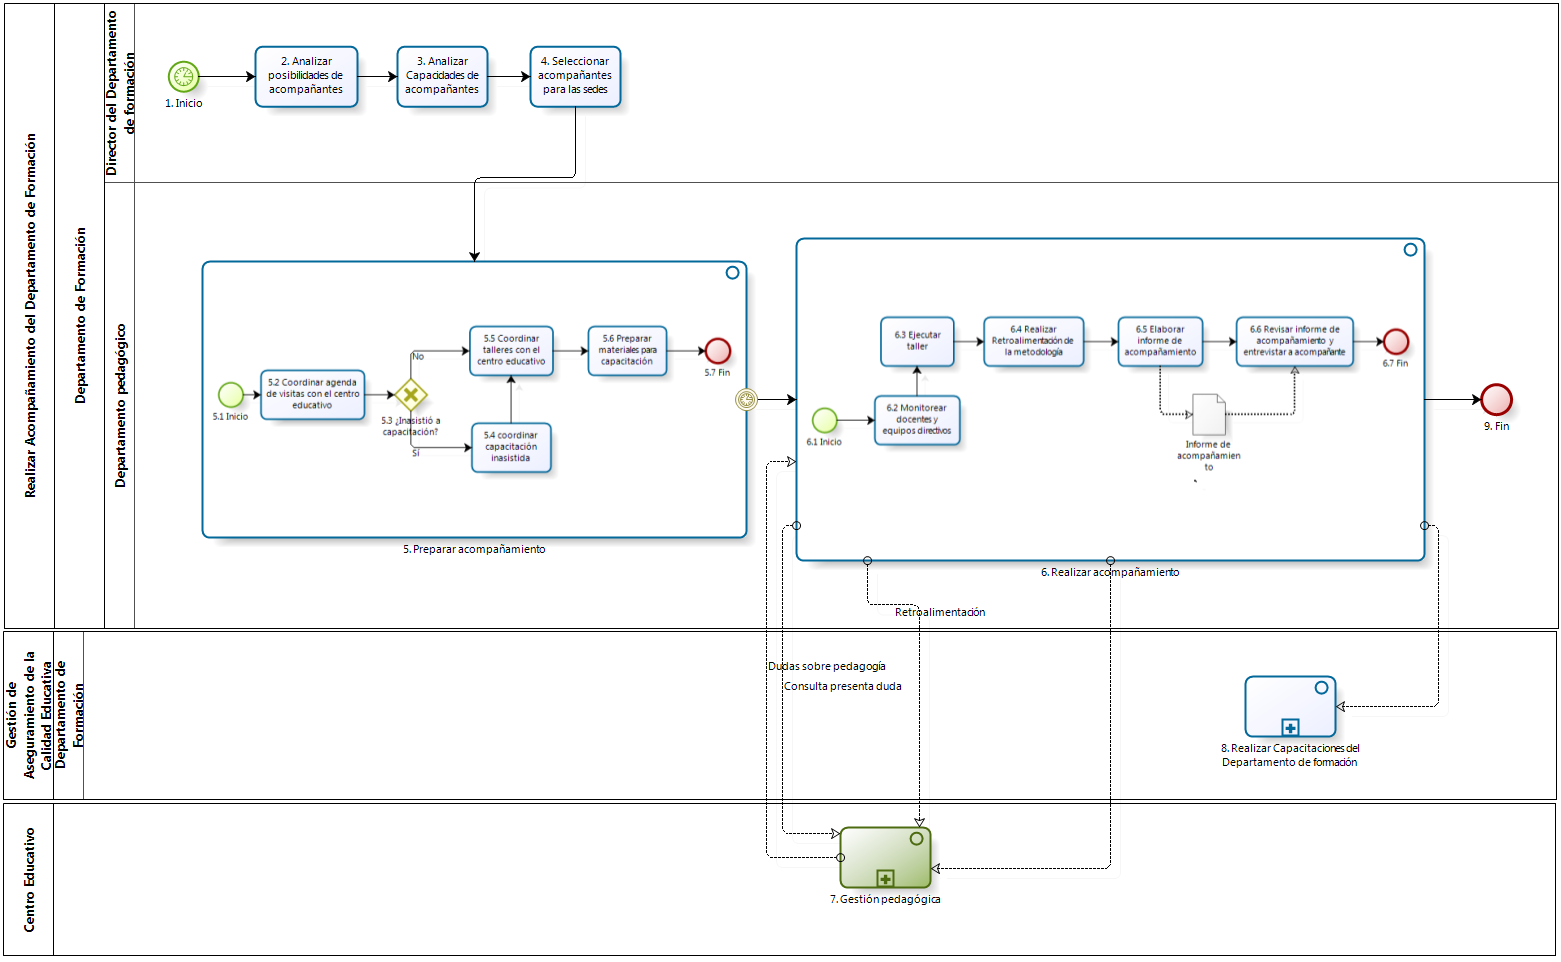 Realizar Acompañamiento del Departamento de Formación
Departamento de Formación
Director del Departamento
de formación
1. Inicio
2. Analizar
posibilidades de
acompañantes
3. Analizar
Capacidades de
acompañantes
4. Seleccionar
acompañantes
para las sedes
Departamento pedagógico
5.1 Inicio
5.2 Coordinar agenda
de visitas con el centro
educativo
5.3 ¿Inasistió a
capacitación?
No
Sí
5.5 Coordinar
talleres con el
centro educativo
5.4 coordinar
capacitación
inasistida
5.6 Preparar
materiales para
capacitación
5.7 Fin
5. Preparar acompañamiento
6.1 Inicio
6.2 Monitorear
docentes y
equipos directivos
6.3 Ejecutar
taller
6.4 Realizar
Retroalimentación de
la metodología
6.5 Elaborar
informe de
acompañamiento
6.6 Revisar informe de
acompañamiento y
entrevistar a acompañante
6.7 Fin
Informe de
acompañamien
to
6. Realizar acompañamiento
9. Fin
Retroalimentación
Gestión de
Aseguramiento de la
Calidad Educativa
Departamento de
Formación
Dudas sobre pedagogía
Consulta presenta duda
8. Realizar Capacitaciones del
Departamento de formación
Centro Educativo
7. Gestión pedagógica